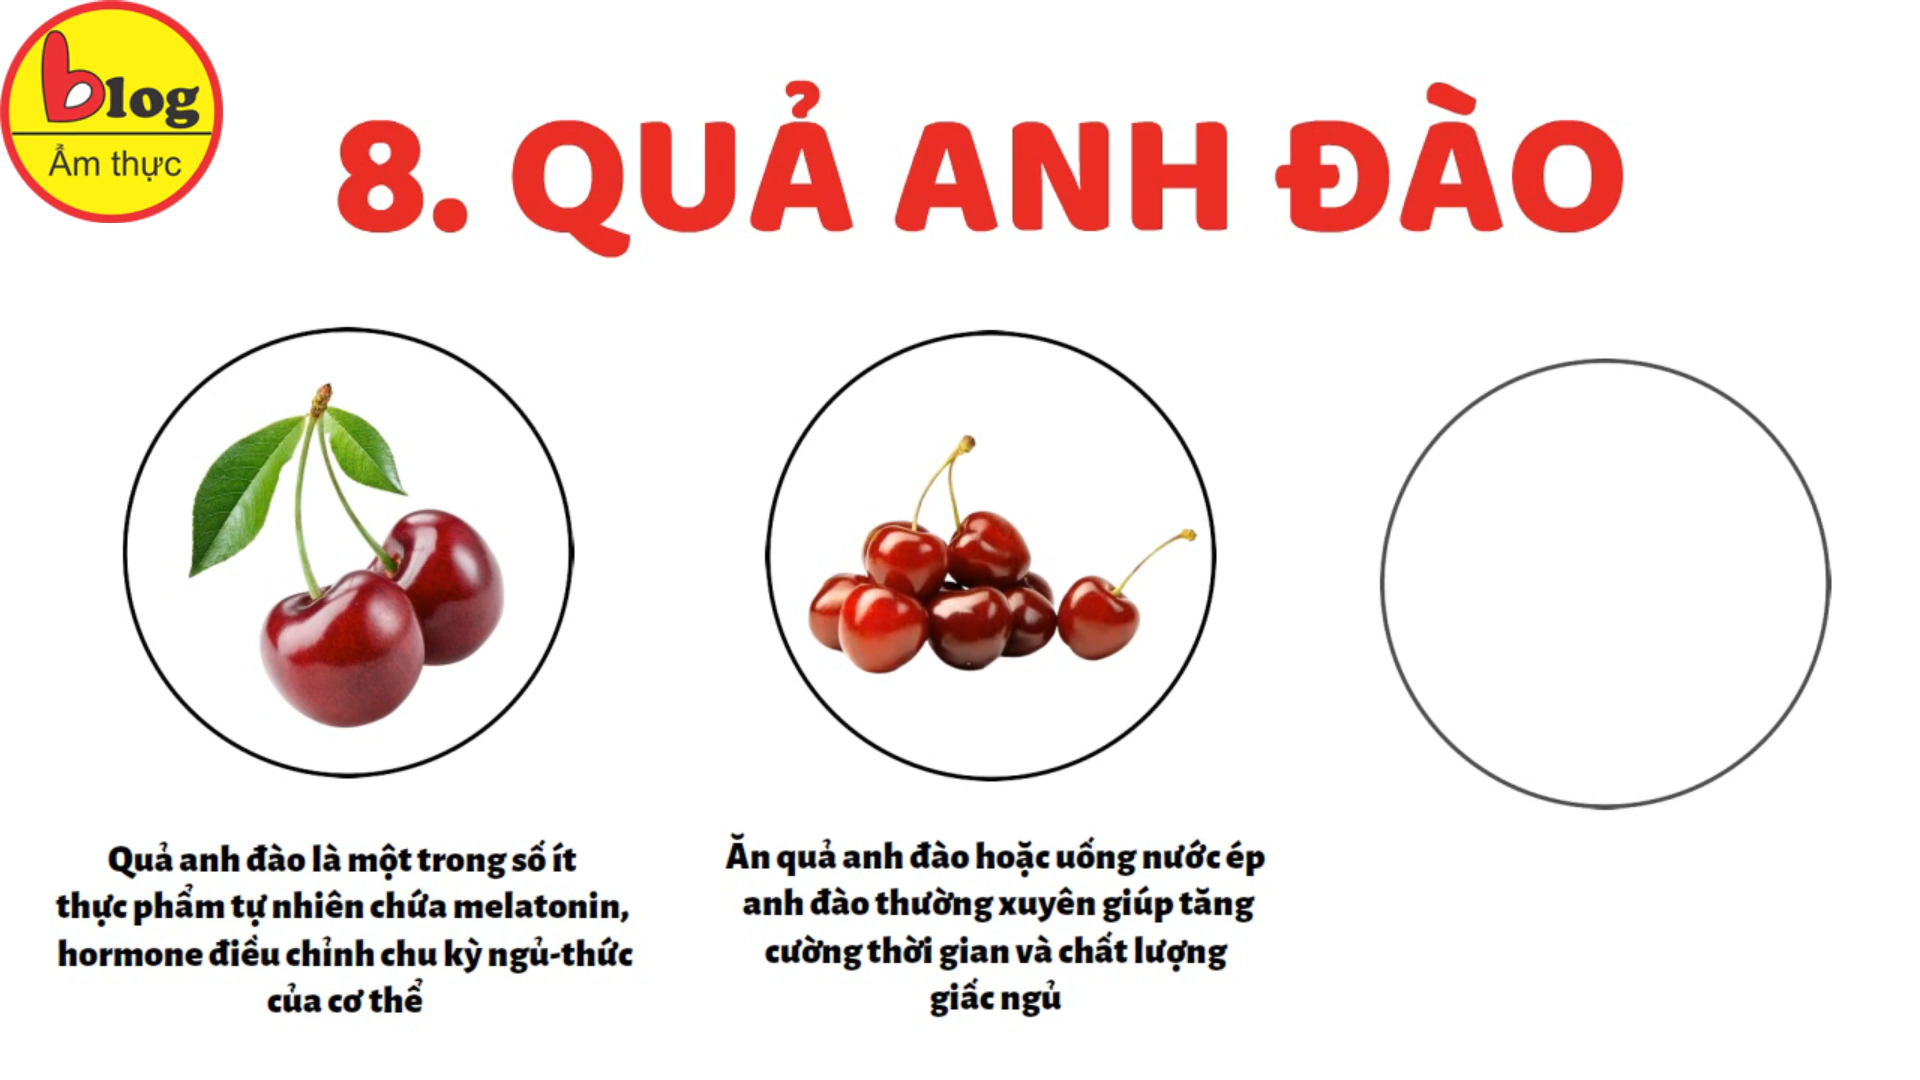 blog
Ẩm thực
8. QUẢ ANH ĐÀO
Quả anh đào là một trong số ít
thực phẩm tự nhiên chứa melatonin,
hormone điều chỉnh chu kỳ ngủ-thức
của cơ thể
Ăn quả anh đào hoặc uống nước ép
anh đào thường xuyên giúp tăng
cường thời gian và chất lượng
giấc ngủ